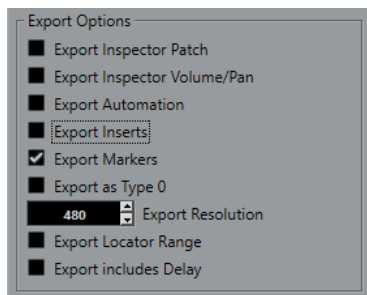 Export Options
Export Inspector Patch
Export Inspector Volume/Pan
Export Automation
Export Inserts
Export Markers
Export as Type 0
480 Export Resolution
Export Locator Range
Export includes Delay